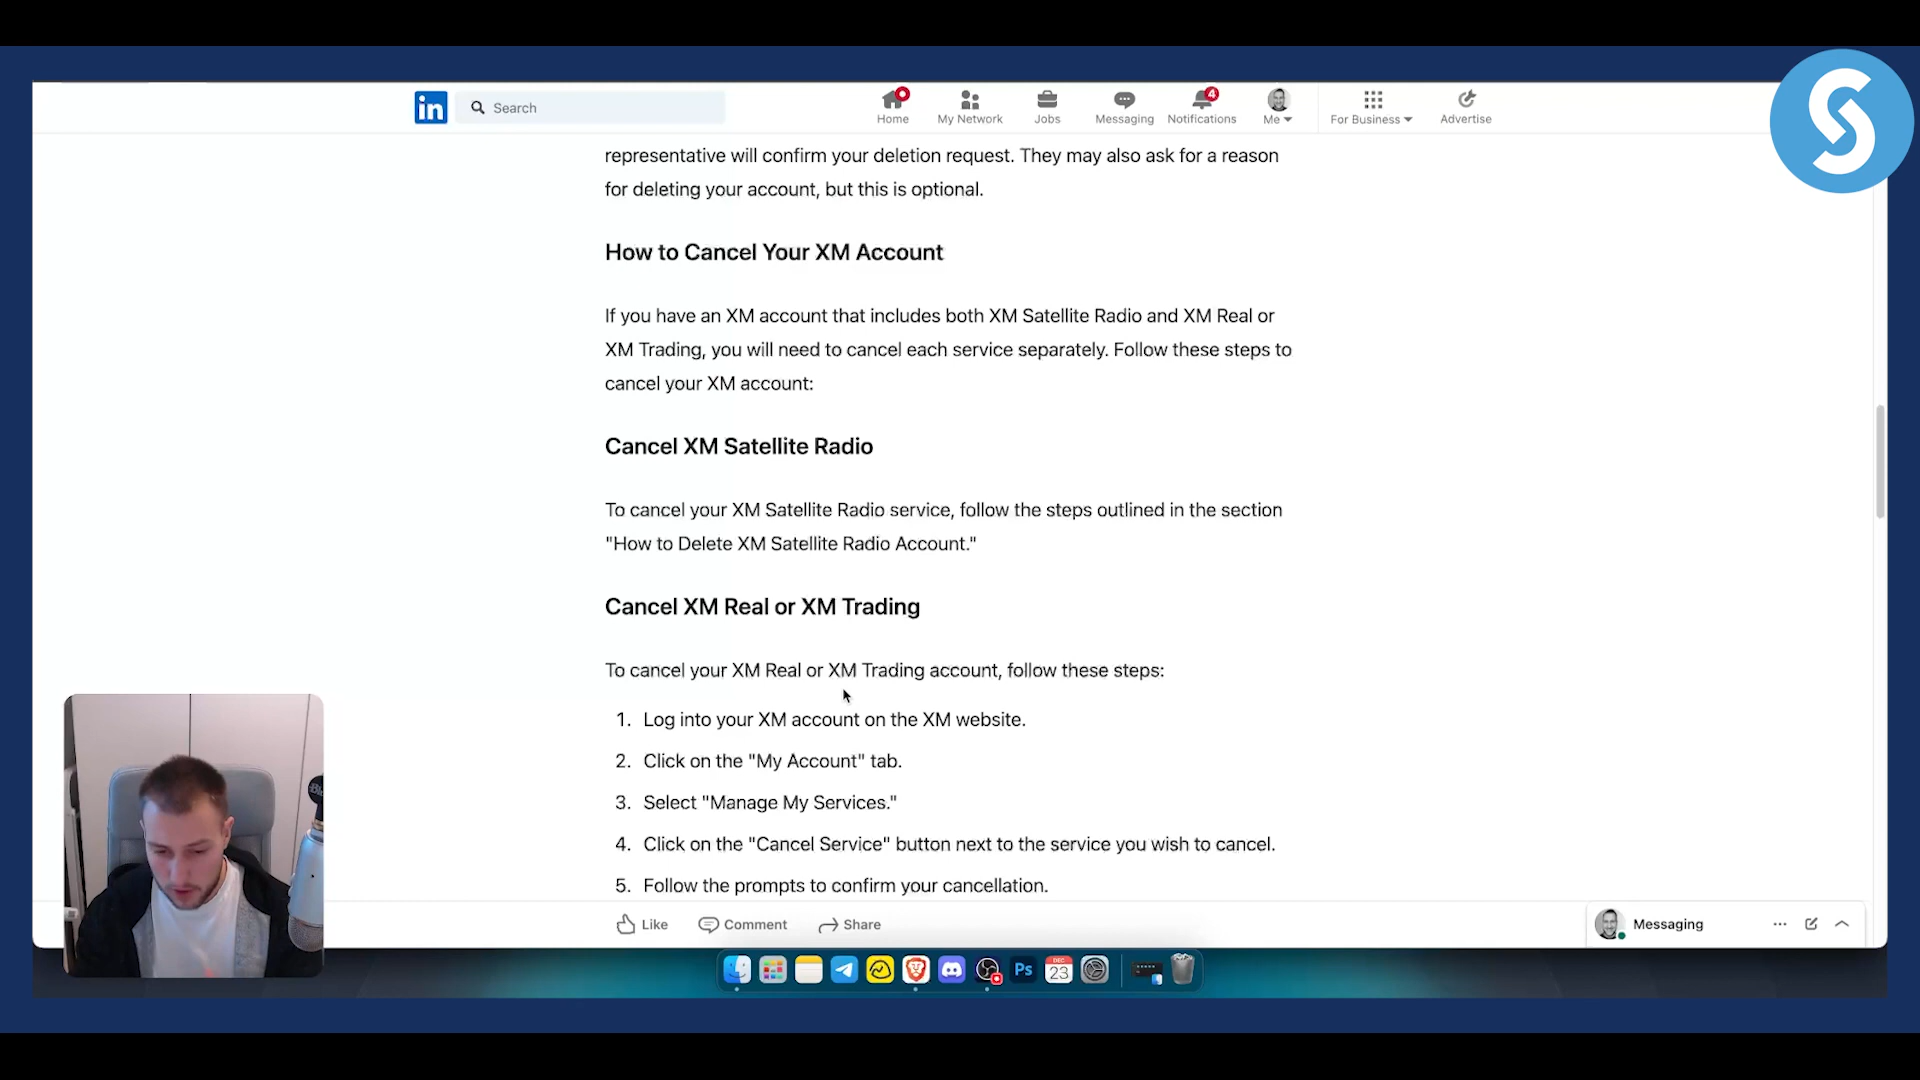 in
Search
Home
My Network
Jobs
Messaging
4
Notifications
Me
For Business
Advertise
representative will confirm your deletion request. They may also ask for a reason
for deleting your account, but this is optional.
How to Cancel Your XM Account
If you have an XM account that includes both XM Satellite Radio and XM Real or
XM Trading, you will need to cancel each service separately. Follow these steps to
cancel your XM account:
Cancel XM Satellite Radio
To cancel your XM Satellite Radio service, follow the steps outlined in the section
"How to Delete XM Satellite Radio Account."
Cancel XM Real or XM Trading
To cancel your XM Real or XM Trading account, follow these steps:
1. Log into your XM account on the XM website.
2. Click on the "My Account" tab.
3. Select "Manage My Services."
4. Click on the "Cancel Service" button next to the service you wish to cancel.
5. Follow the prompts to confirm your cancellation.
Like
Comment
Share
Messaging
Ps
DEC
23